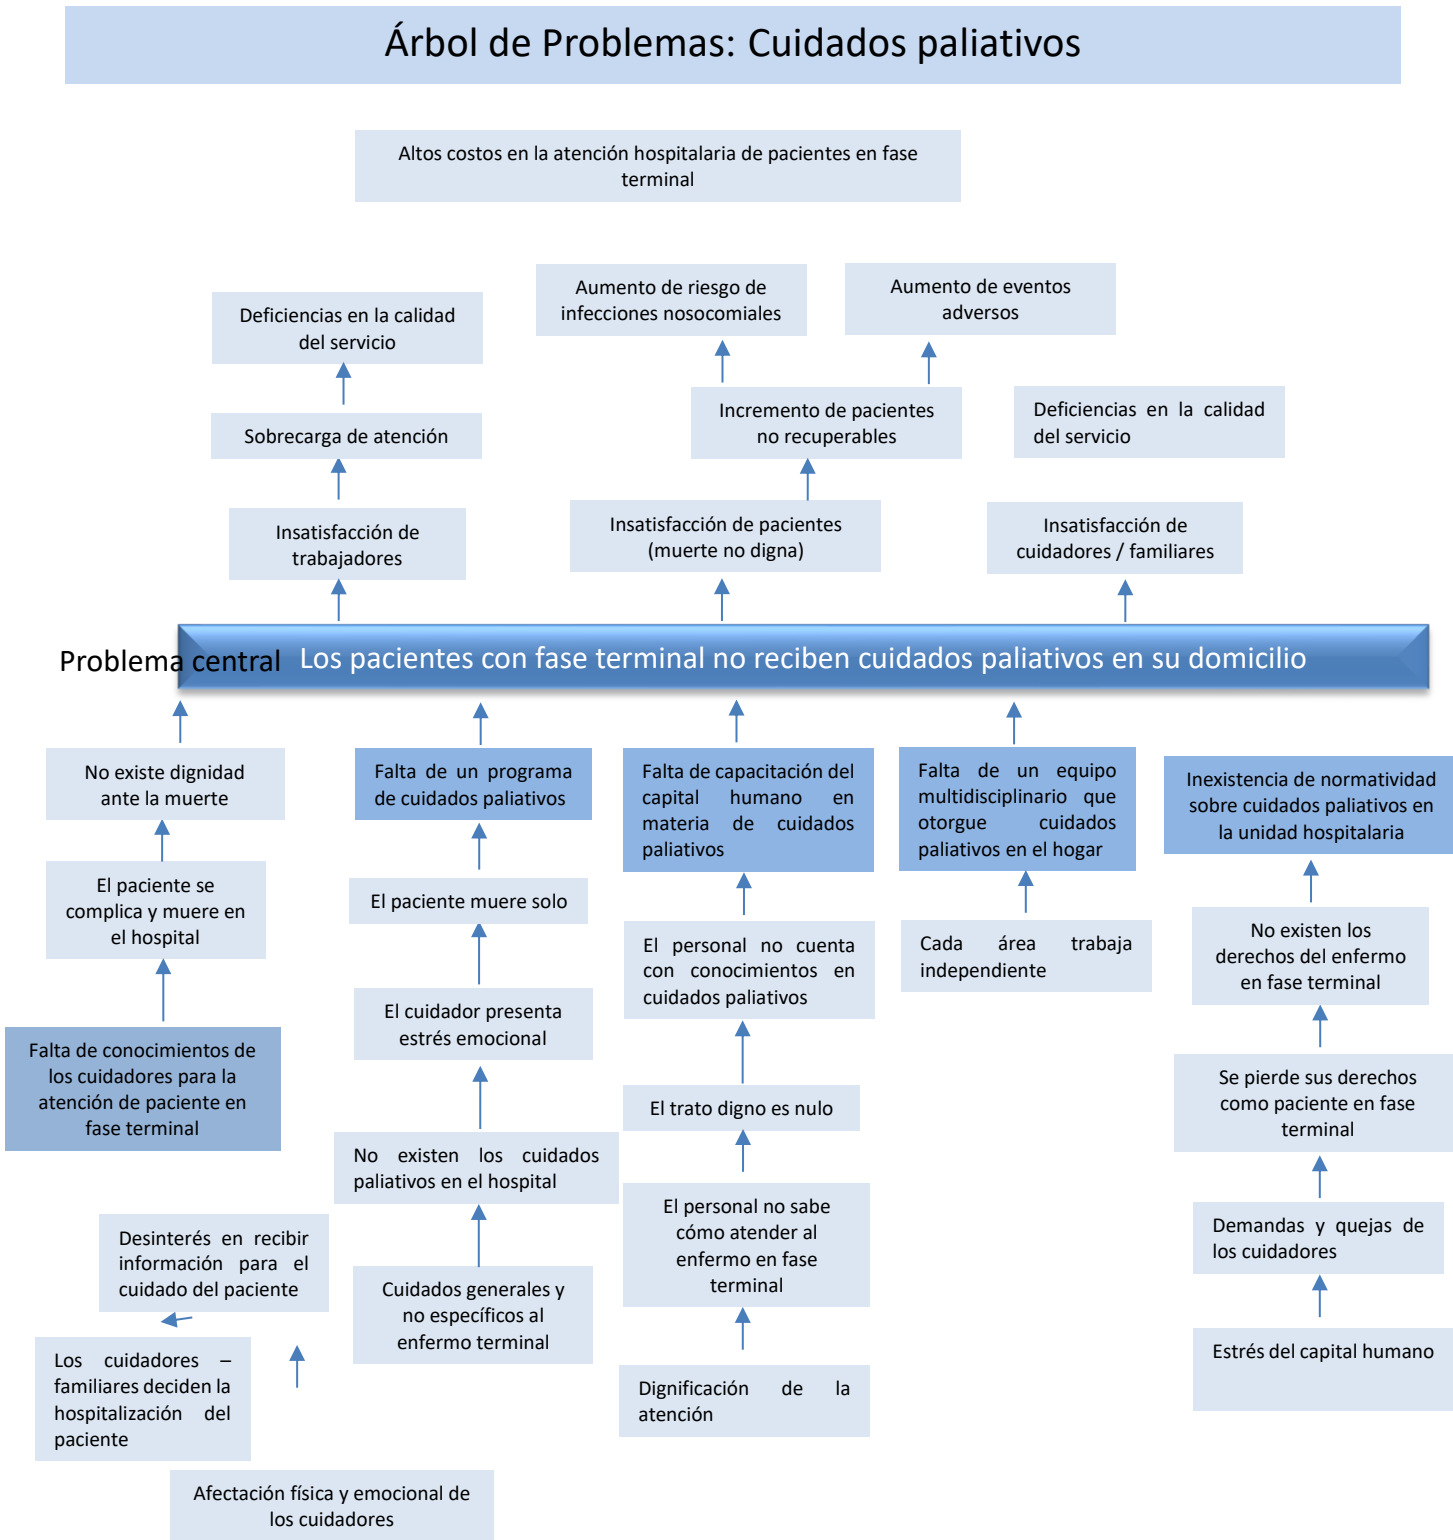 Árbol de Problemas: Cuidados paliativos
Altos costos en la atención hospitalaria de pacientes en fase
terminal
Deficiencias en la calidad
del servicio
Aumento de riesgo de
infecciones nosocomiales
Aumento de eventos
adversos
Sobrecarga de atención
Incremento de pacientes
no recuperables
Deficiencias en la calidad
del servicio
Insatisfacción de
trabajadores
Insatisfacción de pacientes
(muerte no digna)
Insatisfacción de
cuidadores / familiares
Problema central
Los pacientes con fase terminal no reciben cuidados paliativos en su domicilio
No existe dignidad
ante la muerte
El paciente se
complica y muere en
el hospital
Falta de conocimientos de
los cuidadores para la
atención de paciente en
fase terminal
Desinterés en recibir
información para el
cuidado del paciente
Los cuidadores –
familiares deciden la
hospitalización del
paciente
Afectación física y emocional de
los cuidadores
Falta de un programa
de cuidados paliativos
El paciente muere solo
El cuidador presenta
estrés emocional
No existen los cuidados
paliativos en el hospital
Cuidados generales y
no específicos al
enfermo terminal
Falta de capacitación del
capital humano en
materia de cuidados
paliativos
El personal no cuenta
con conocimientos en
cuidados paliativos
El trato digno es nulo
El personal no sabe
cómo atender al
enfermo en fase
terminal
Dignificación de la
atención
Falta de un equipo
multidisciplinario que
otorgue cuidados
paliativos en el hogar
Cada área trabaja
independiente
Inexistencia de normatividad
sobre cuidados paliativos en
la unidad hospitalaria
No existen los
derechos del enfermo
en fase terminal
Se pierde sus derechos
como paciente en fase
terminal
Demandas y quejas de
los cuidadores
Estrés del capital humano